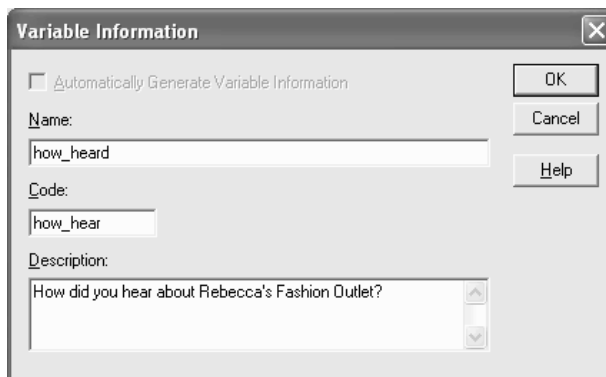 Variable Information
Automatically Generate Variable Information
OK
Name:
Cancel
how_heard
Help
Code:
how_hear
Description:
How did you hear about Rebecca's Fashion Outlet?